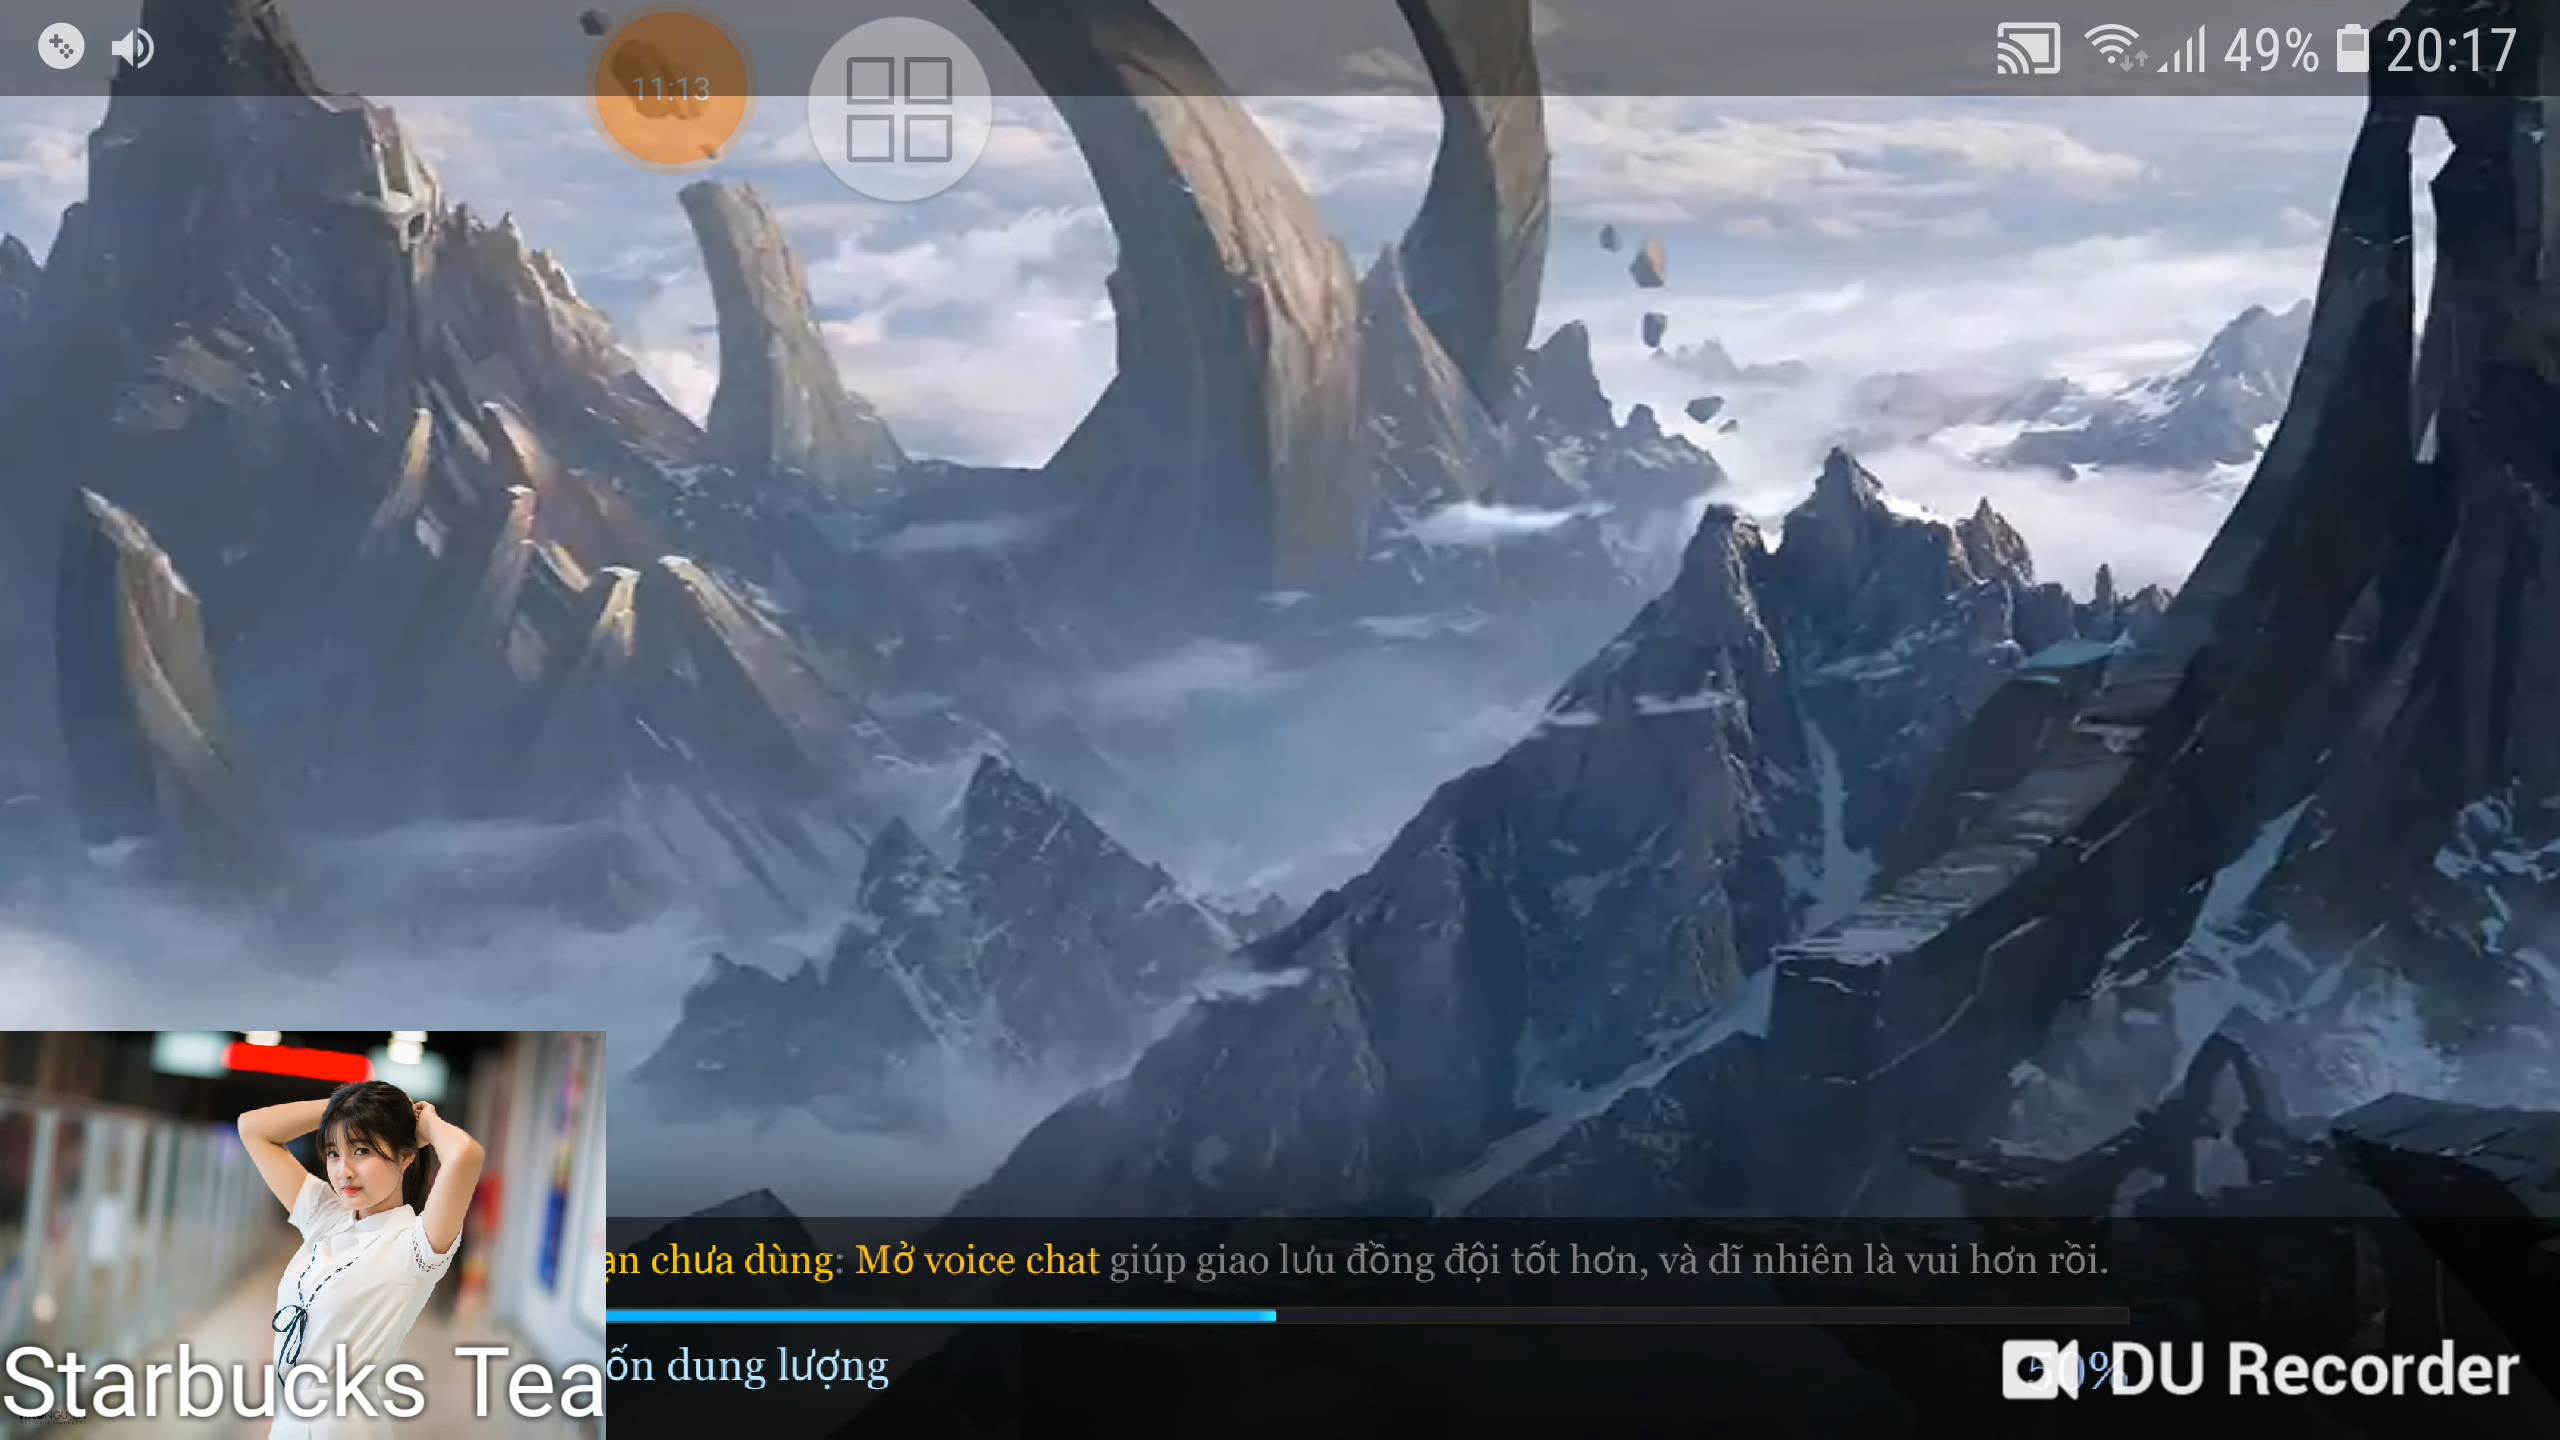 49% 20:17
11:13
ạn chưa dùng: Mở voice chat giúp giao lưu đồng đội tốt hơn, và dĩ nhiên là vui hơn rồi.
Starbucks Tea
ốn dung lượng
50%
DU Recorder